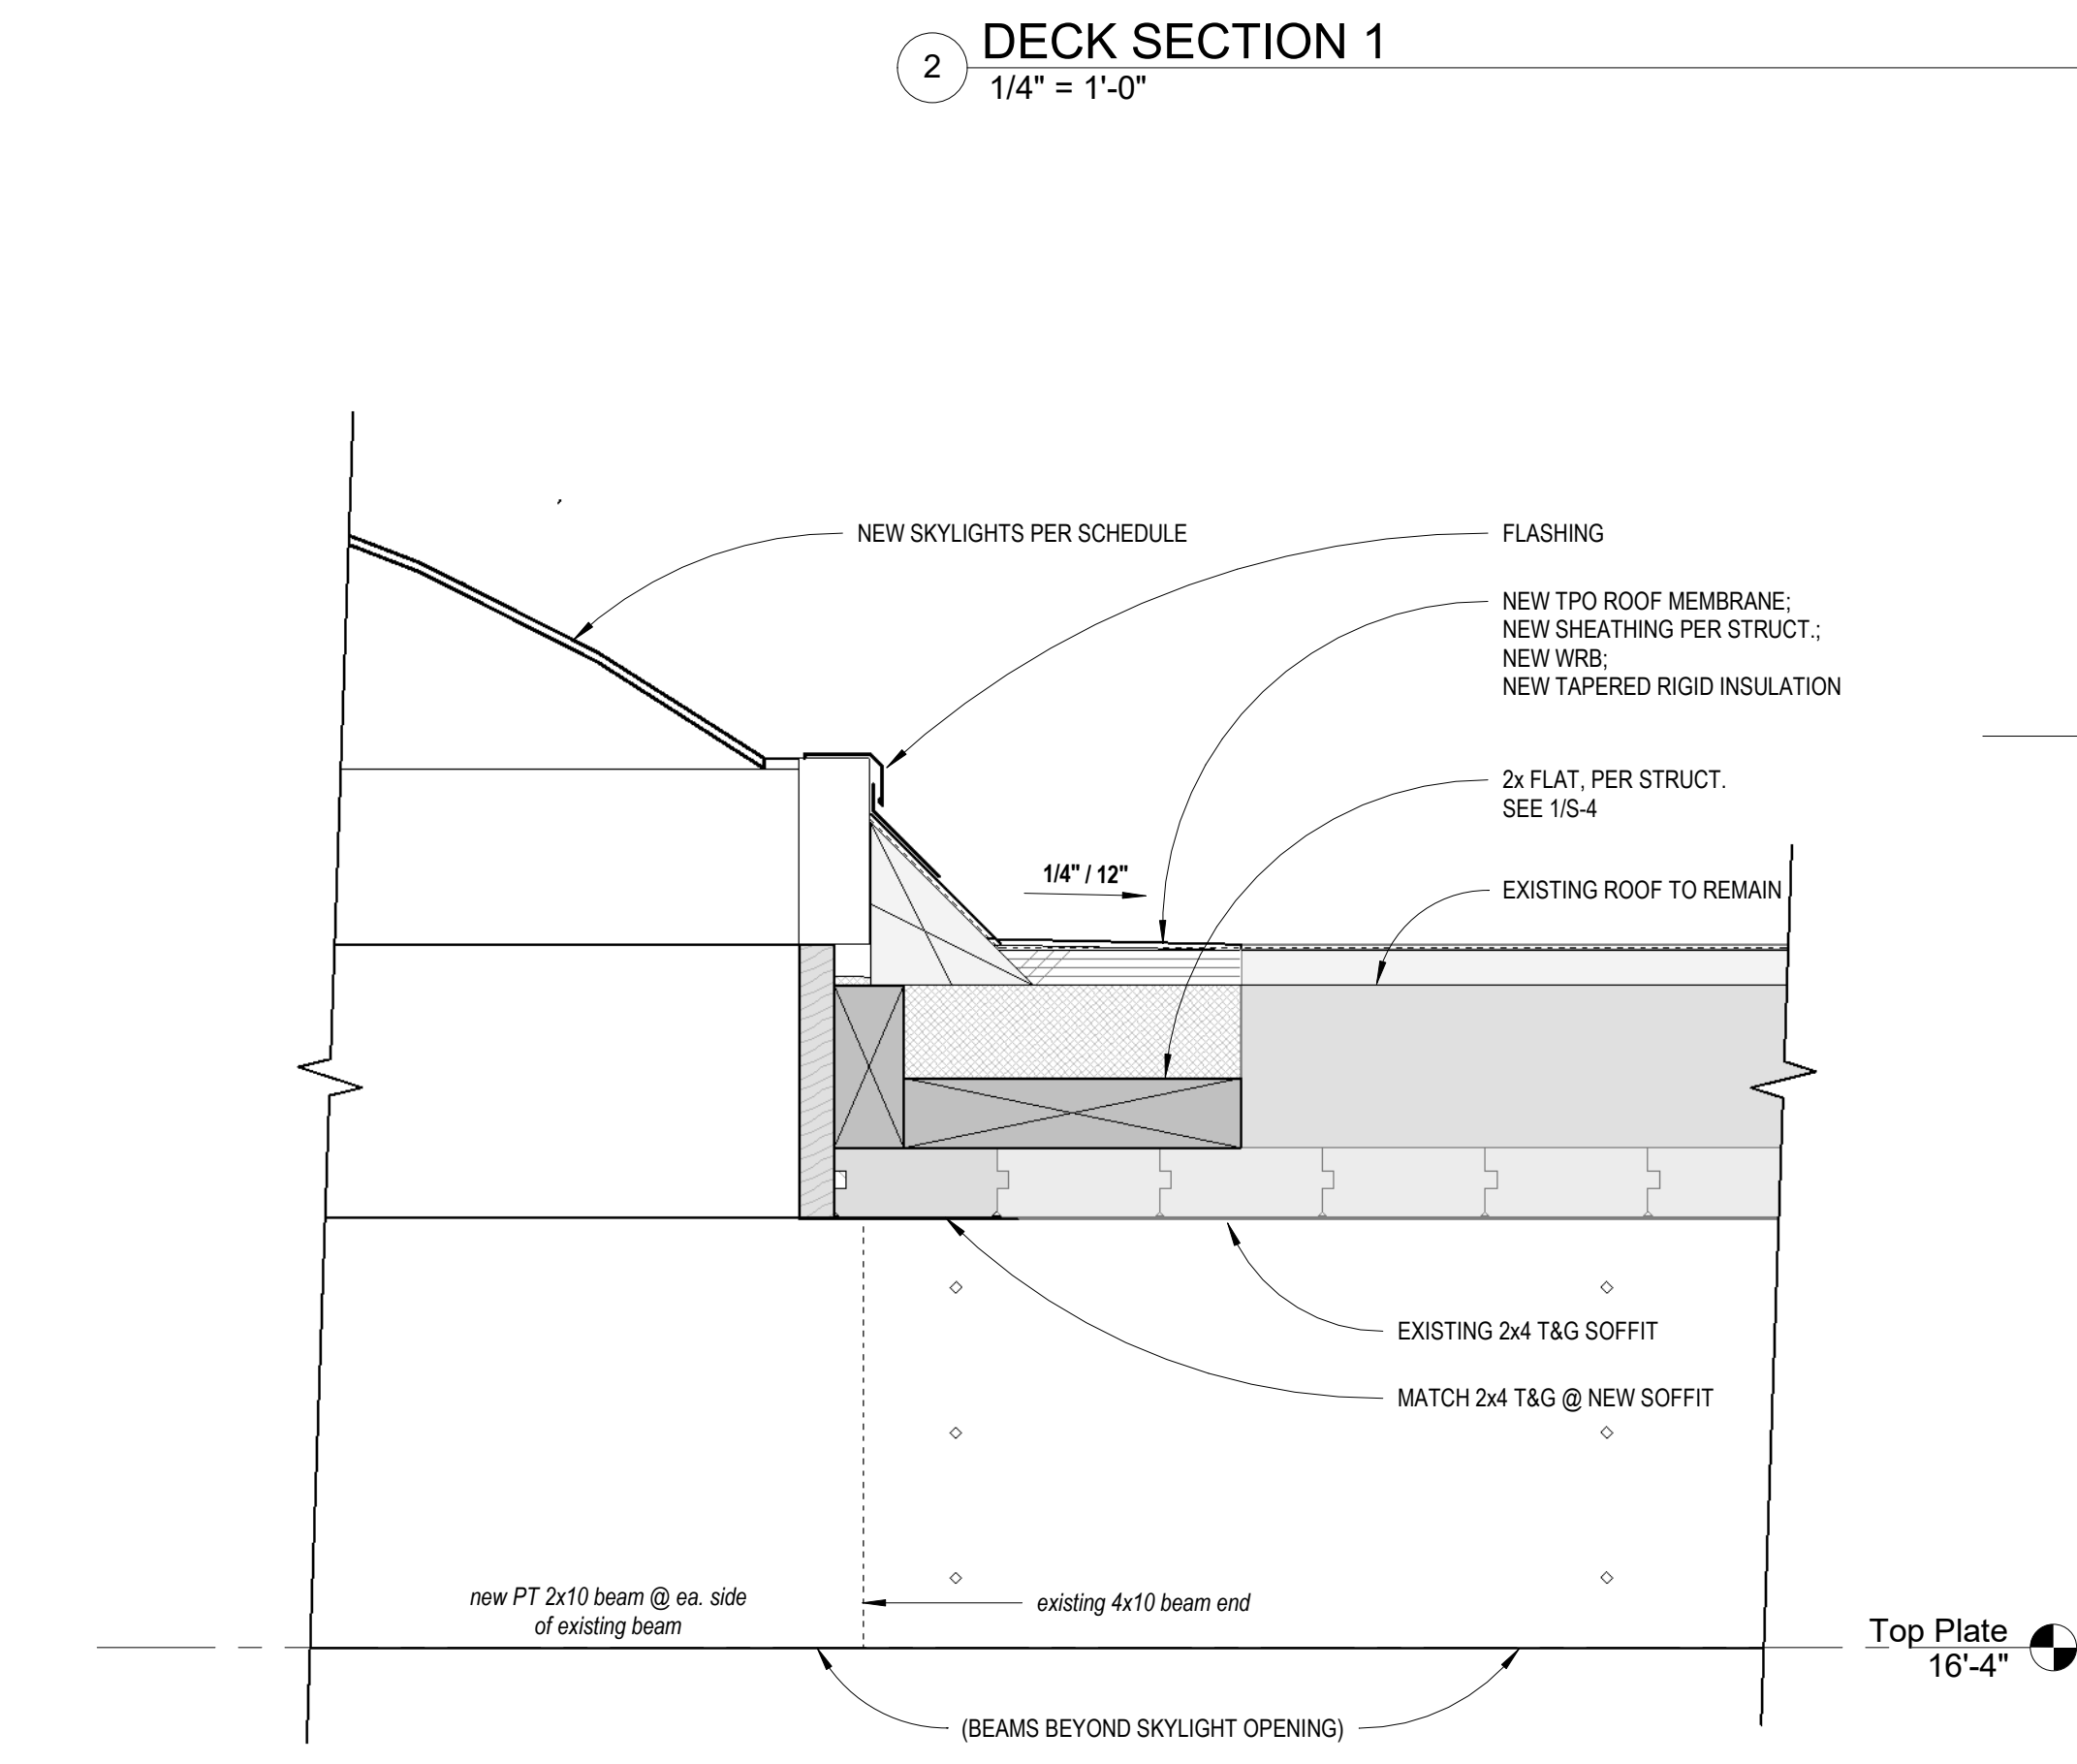 2
DECK SECTION 1
1/4" = 1'-0"
NEW SKYLIGHTS PER SCHEDULE
FLASHING
NEW TPO ROOF MEMBRANE;
NEW SHEATHING PER STRUCT.;
NEW WRB;
NEW TAPERED RIGID INSULATION
2x FLAT, PER STRUCT.
SEE 1/S-4
1/4" / 12"
EXISTING ROOF TO REMAIN
EXISTING 2x4 T&G SOFFIT
MATCH 2x4 T&G @ NEW SOFFIT
new PT 2x10 beam @ ea. side
of existing beam
existing 4x10 beam end
Top Plate
16'-4"
(BEAMS BEYOND SKYLIGHT OPENING)